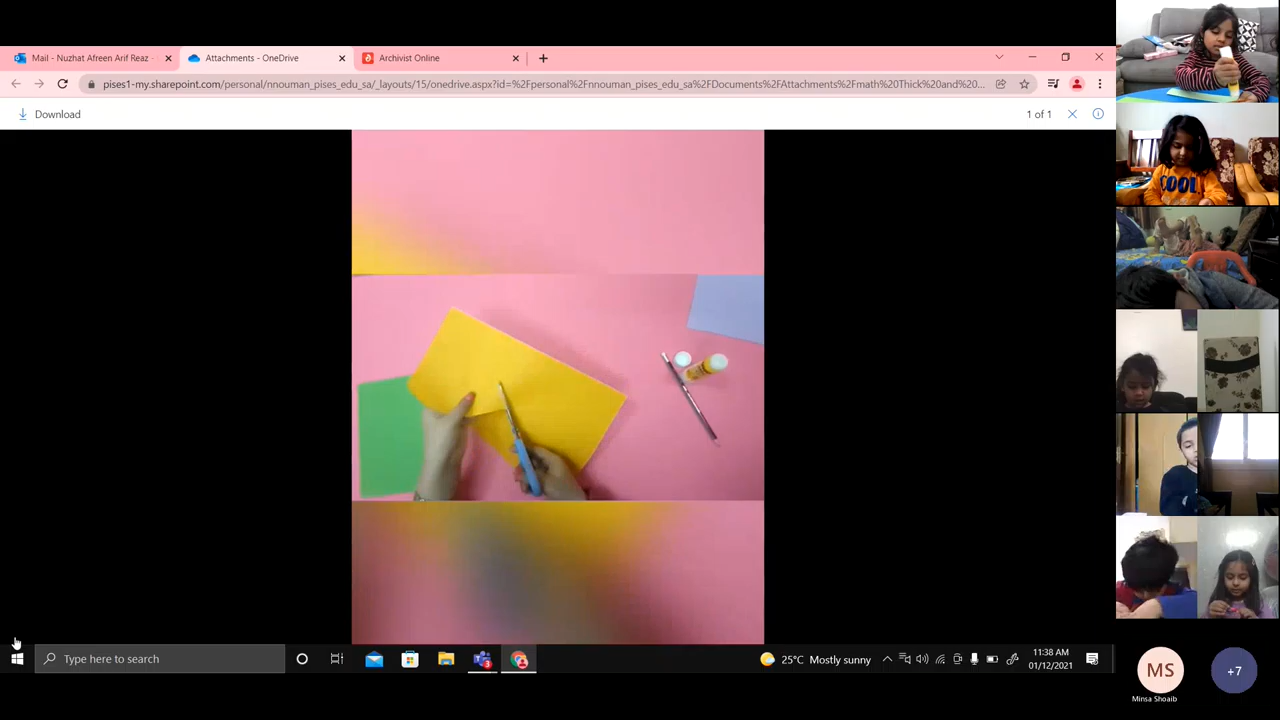 Mail - Nuzhat Afreen Arif Reaz
Attachments - OneDrive
Archivist Online
pises1-my.sharepoint.com/personal/nnouman_pises_edu_sa/_layouts/15/onedrive.aspx?id=%2Fpersonal%2Fnnouman_pises_edu_sa%2FDocuments%2FAttachments%2Fmath%20Thick%20and%20...
Download
1 of 1
COOL
Type here to search
25°C Mostly sunny
11:38 AM
01/12/2021
MS
+7
Minsa Shoaib